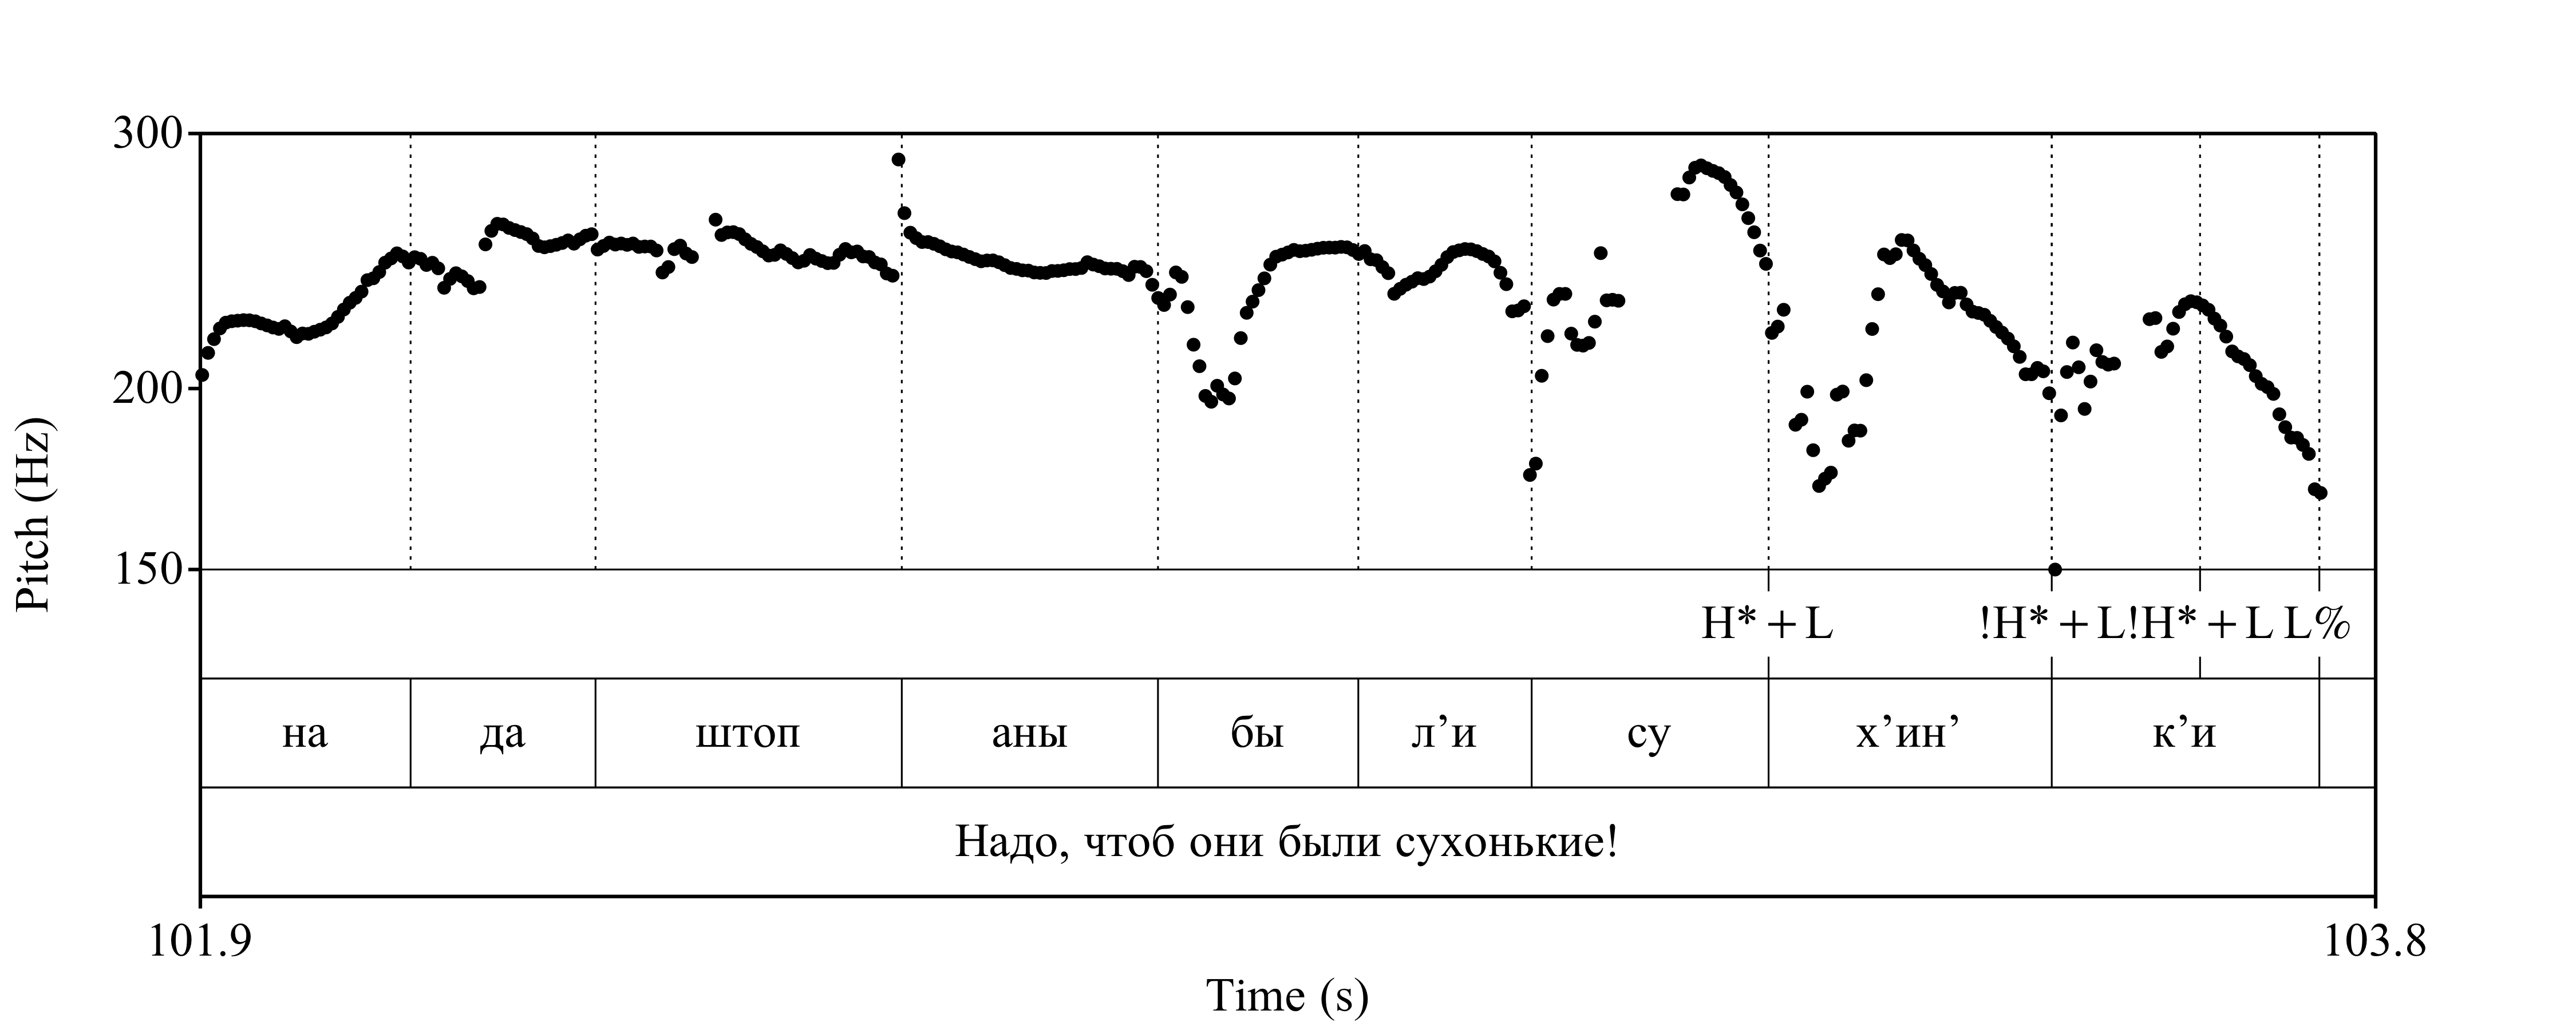 300
200
150
Pitch (Hz)
H* + L !H* + L !H* + L L%
на да штоп аны бы л’и су х’ин’ к’и
Надо, чтоб они были сухонькие!
101.9 103.8
Time (s)